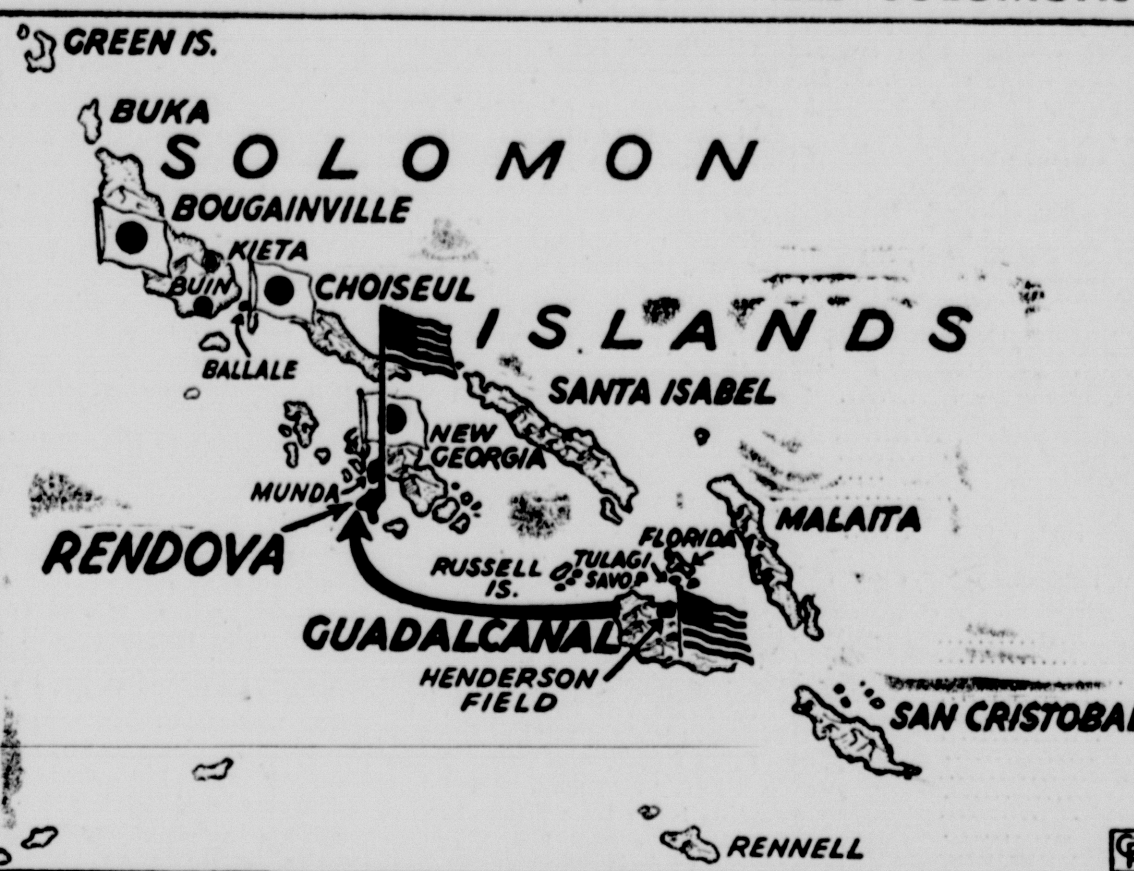 GREEN IS.
BUKA
SOLOMON
BOUGAINVILLE
KIETA
BUIN
CHOISEUL
ISLANDS
BALLALE
SANTA ISABEL
NEW
GEORGIA
MUNDA
MALAITA
RENDOVA
FLORIDA
RUSSELL
IS.
TULAGI
SAVO
GUADALCANAL
HENDERSON
FIELD
SAN CRISTOBAL
RENNELL